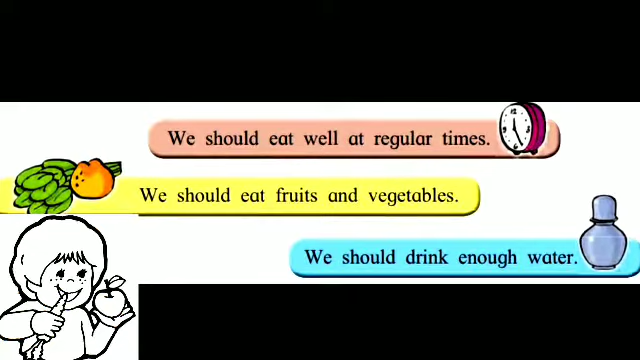 We should eat well at regular times.
We should eat fruits and vegetables.
We should drink enough water.